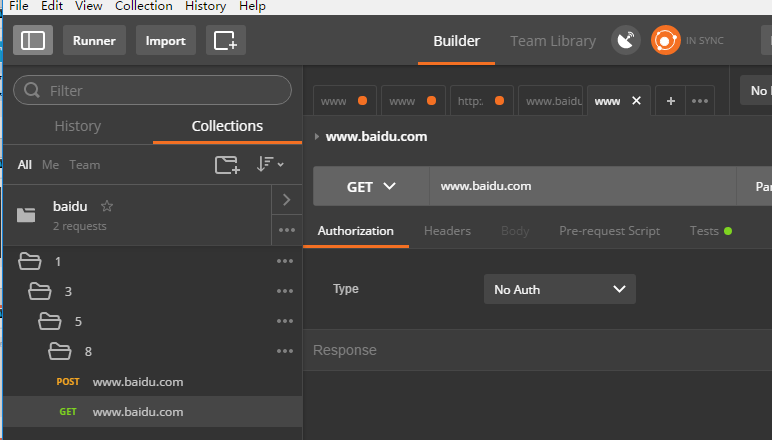 File Edit View Collection History Help
Runner Import Builder Team Library IN SYNC
Filter
www www http: www.baidu www
History Collections
www.baidu.com
All Me Team
GET www.baidu.com
baidu
2 requests
Authorization Headers Body Pre-request Script Tests
1
3
Type No Auth
5
8
Response
POST www.baidu.com
GET www.baidu.com